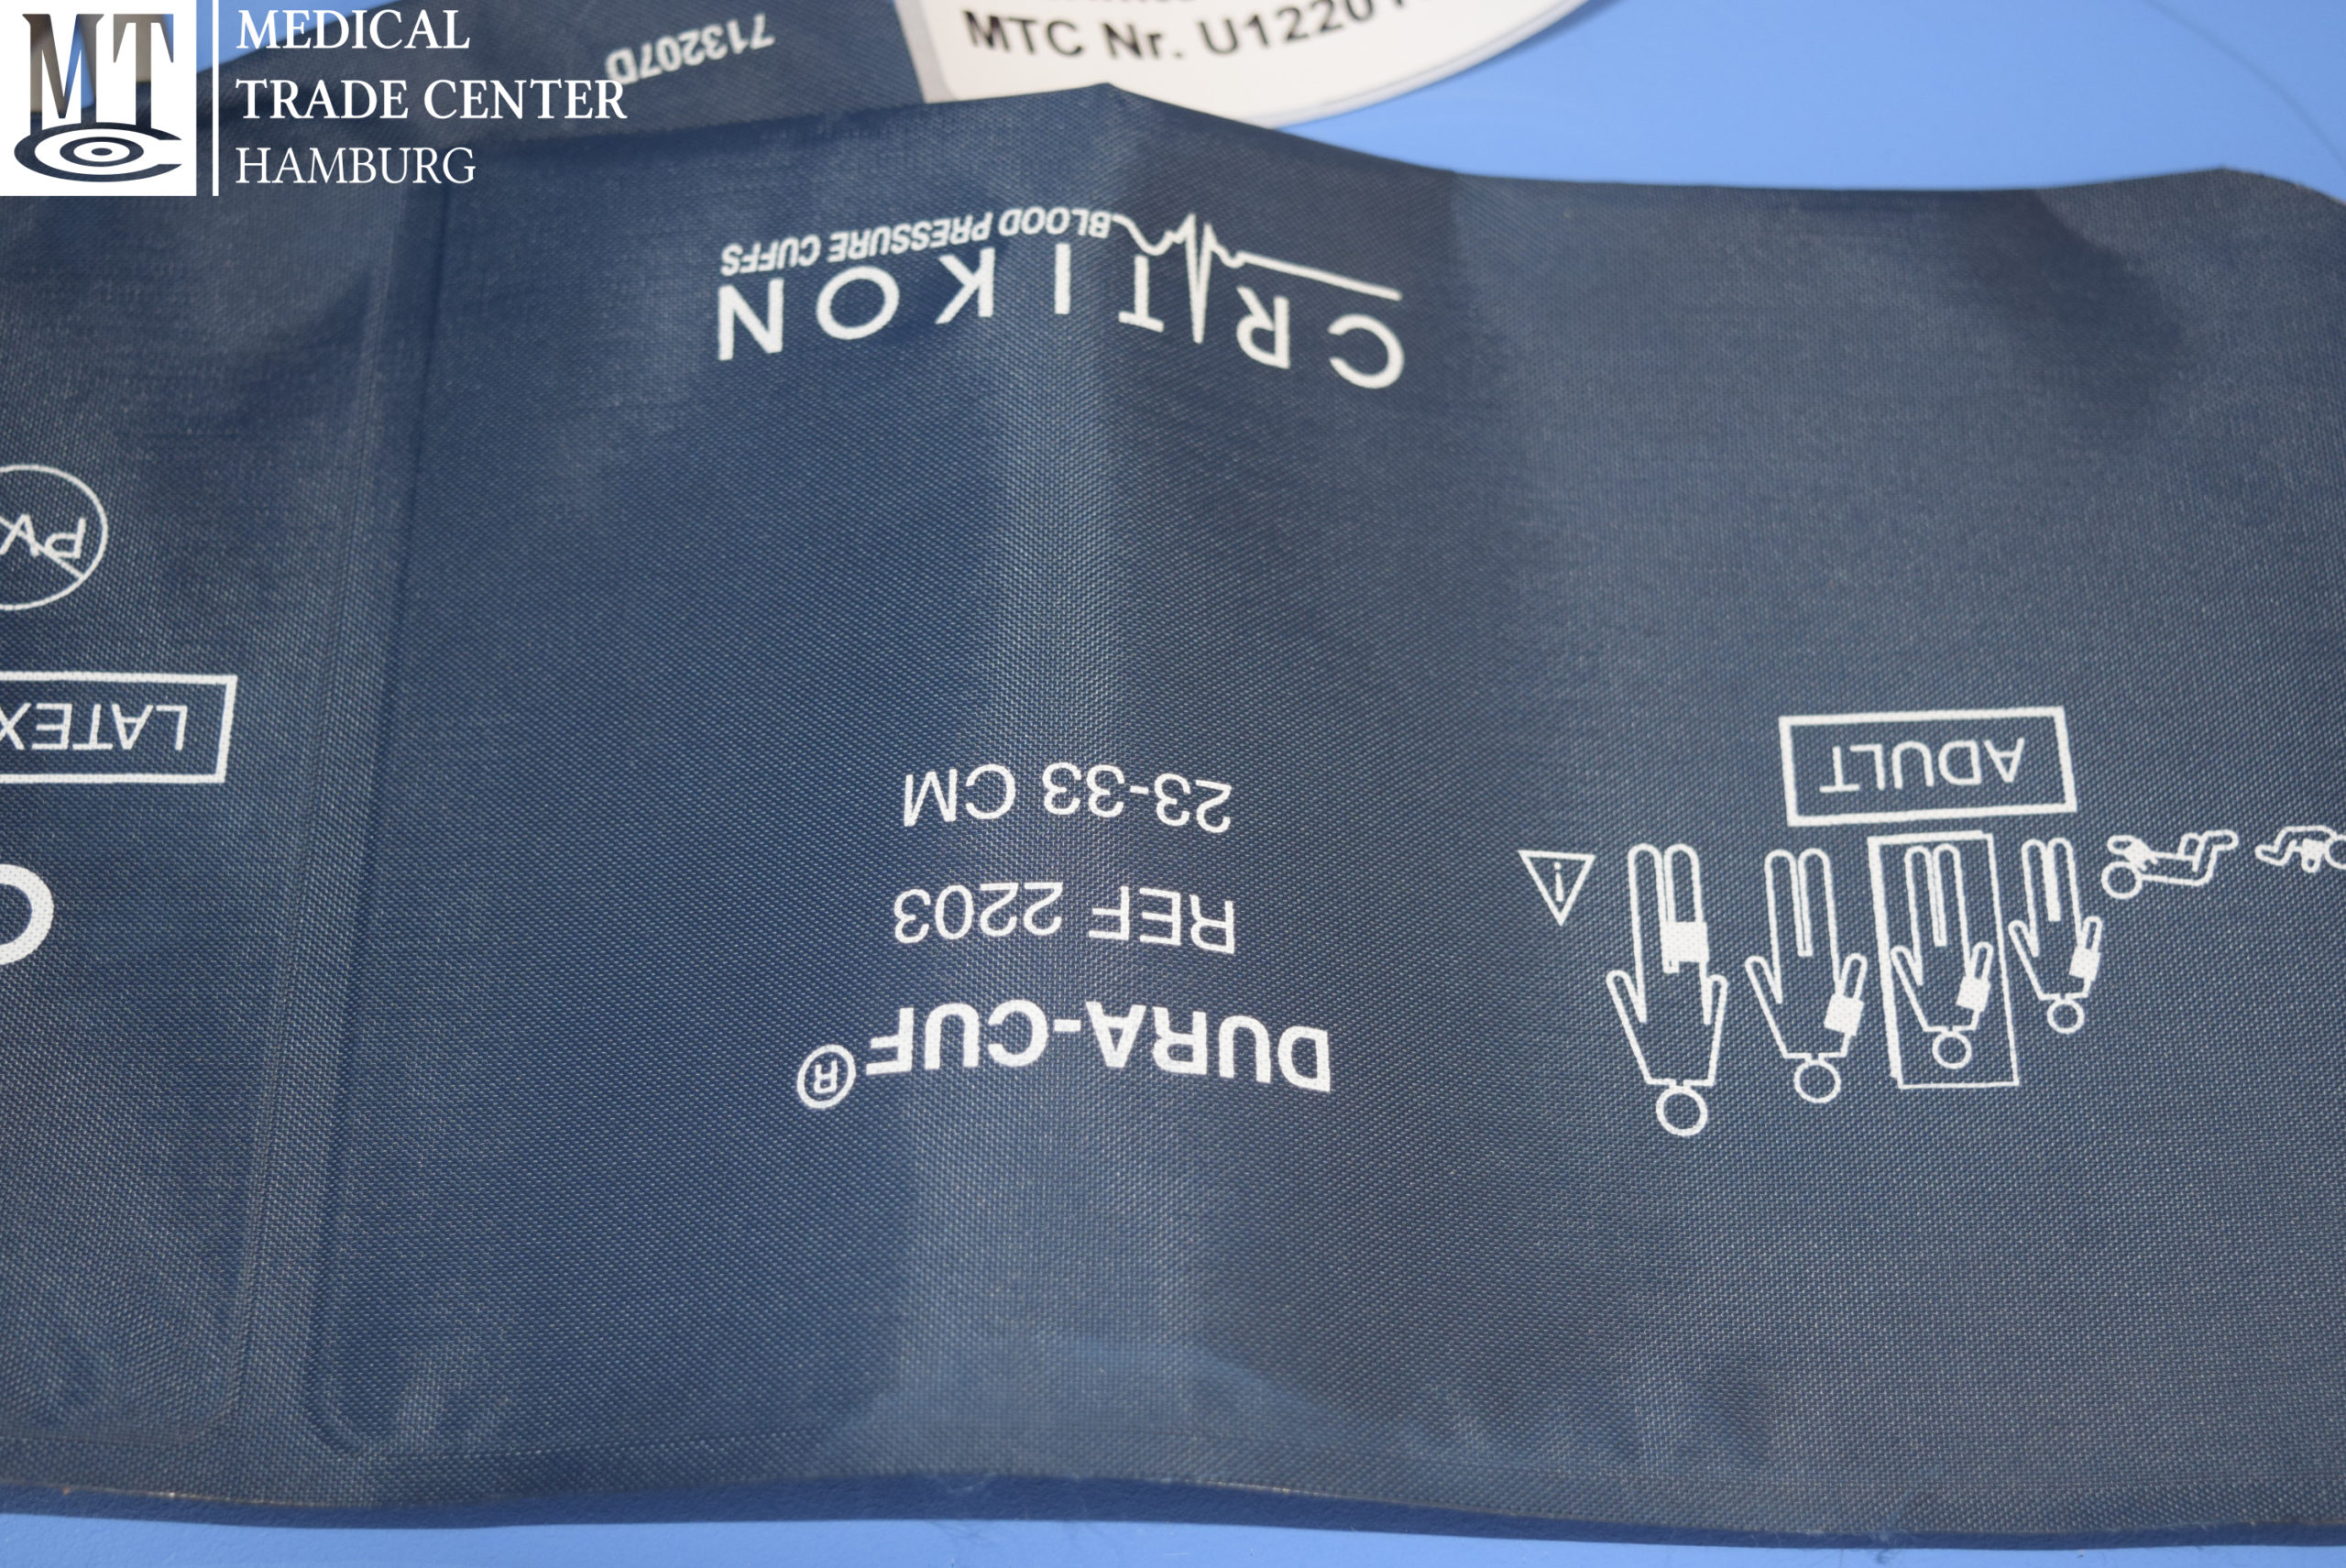 MTC
MEDICAL
TRADE CENTER
HAMBURG
713207D
MTC Nr.
DURA-CUF®
REF 2203
23-33 CM
CRITIKON
BLOOD PRESSURE CUFFS
ADULT
LATEX